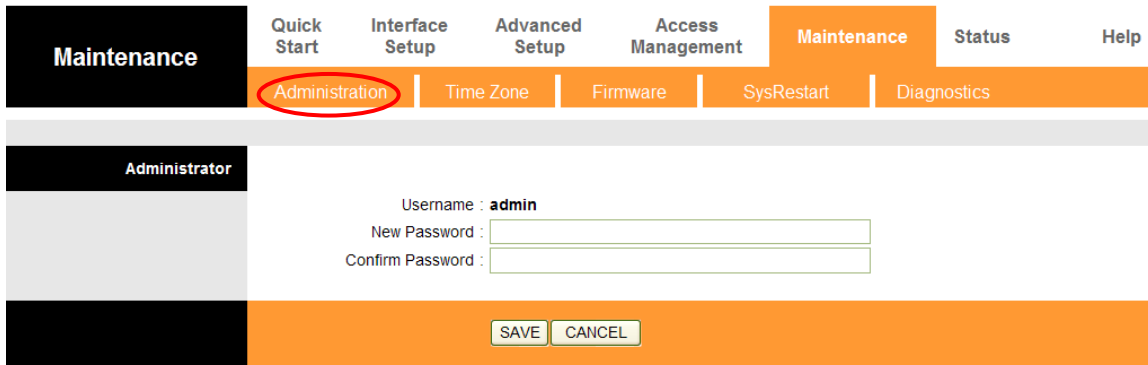 Maintenance
Quick Start
Interface Setup
Advanced Setup
Access Management
Maintenance
Status
Help
Administration
Time Zone
Firmware
SysRestart
Diagnostics
Administrator
Username : admin
New Password :
Confirm Password :
SAVE CANCEL